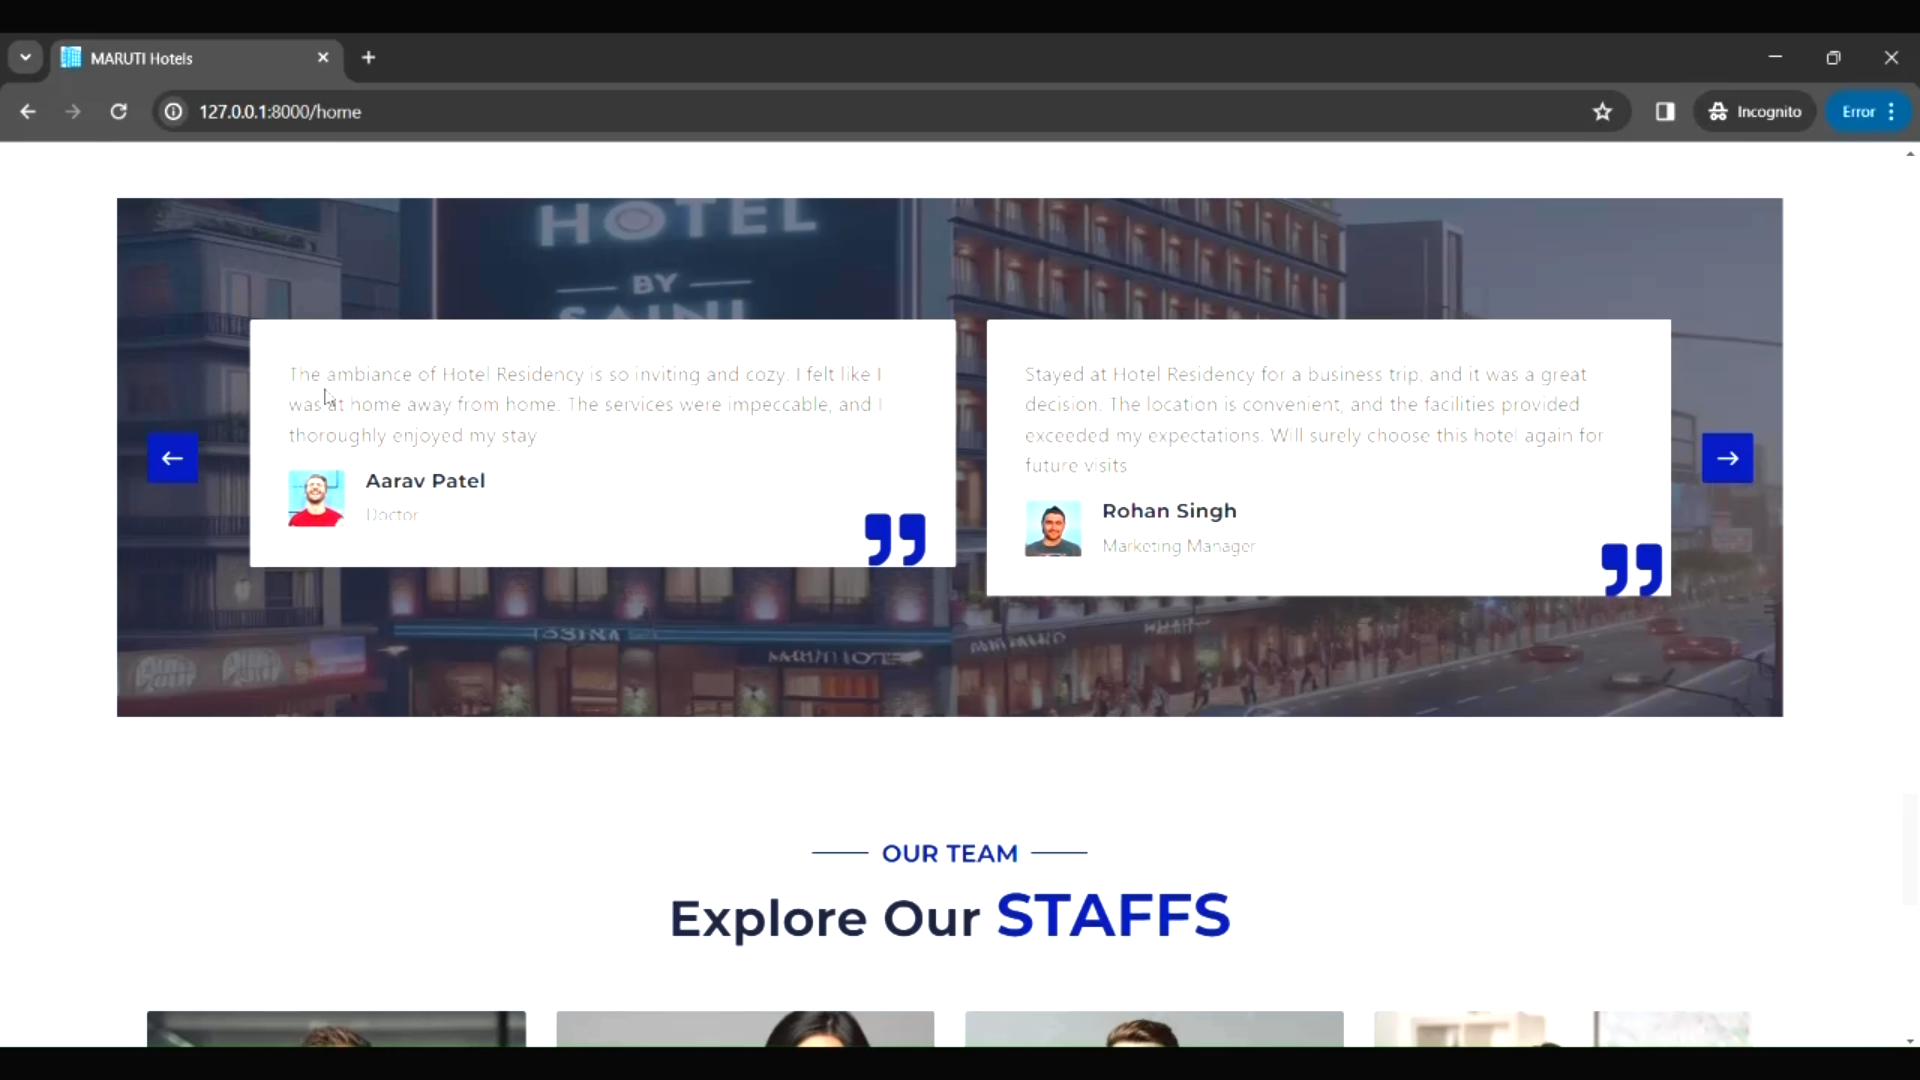 MARUTI Hotels
127.0.0.1:8000/home
Incognito
Error
HOTEL
BY
SAINI
The ambiance of Hotel Residency is so inviting and cozy. I felt like I
was at home away from home. The services were impeccable, and I
thoroughly enjoyed my stay
Aarav Patel
Doctor
Stayed at Hotel Residency for a business trip, and it was a great
decision. The location is convenient, and the facilities provided
exceeded my expectations. Will surely choose this hotel again for
future visits
Rohan Singh
Marketing Manager
OUR TEAM
Explore Our STAFFS